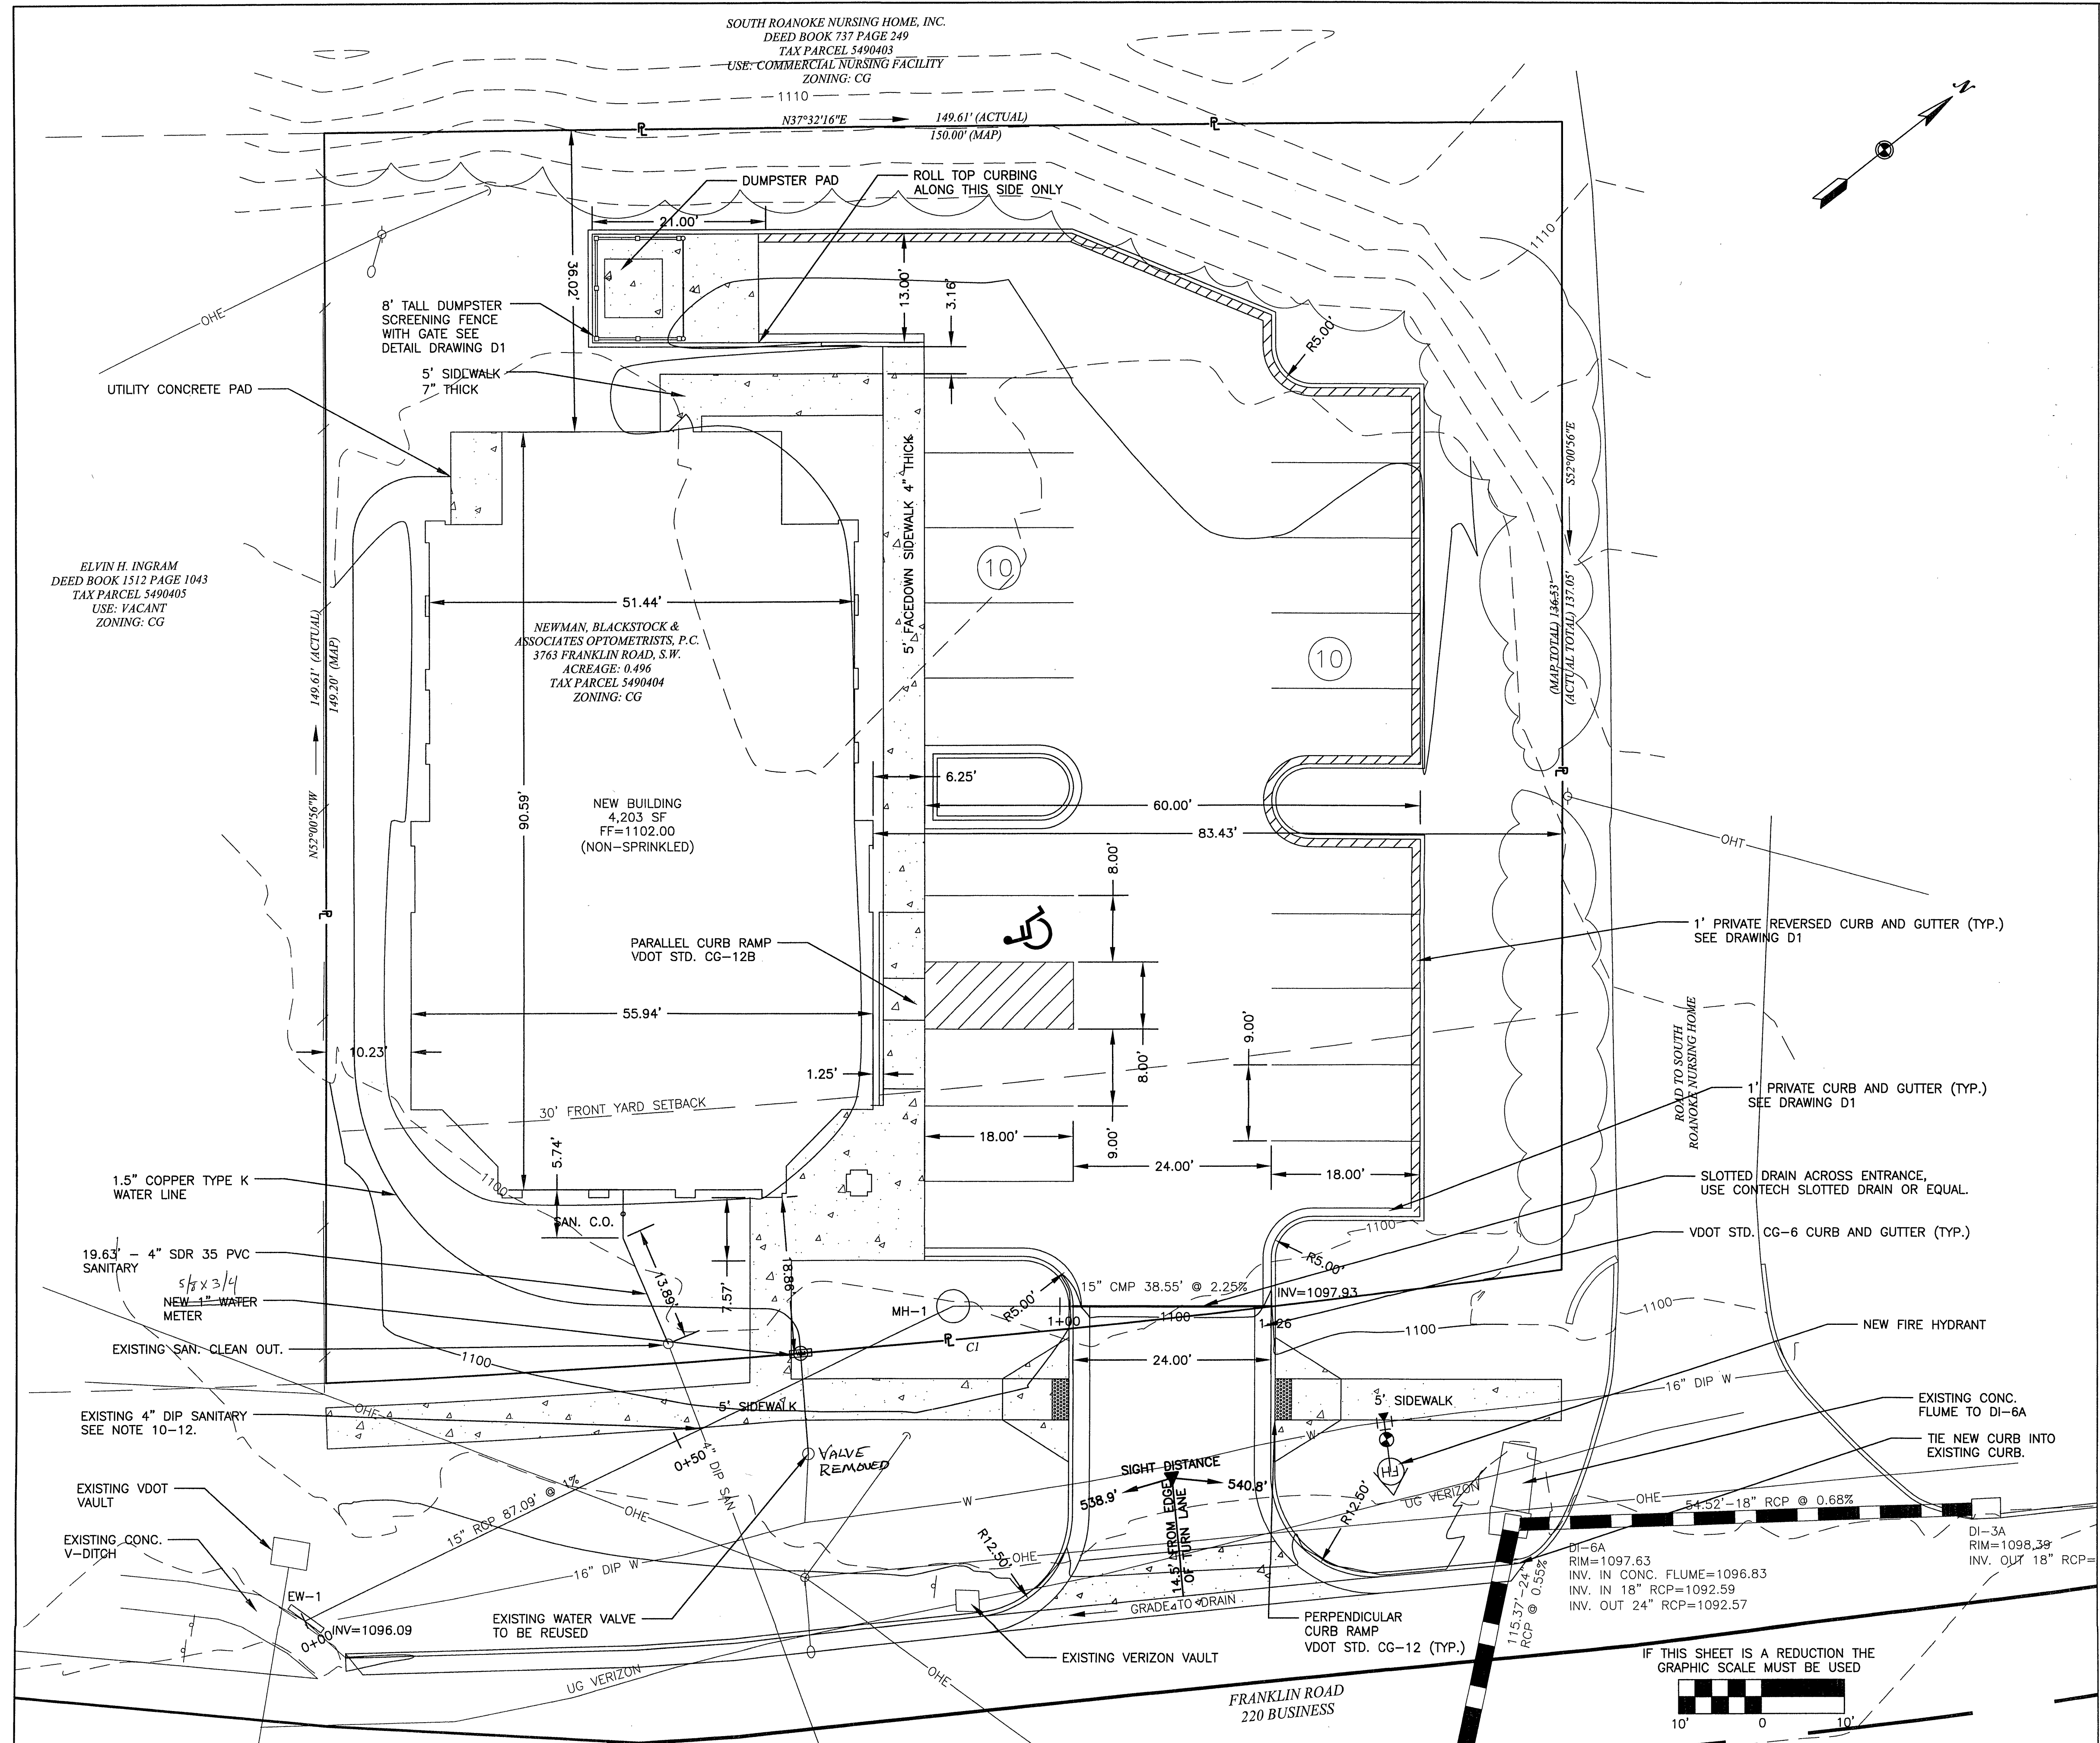 SOUTH ROANOKE NURSING HOME, INC.
DEED BOOK 737 PAGE 249
TAX PARCEL 5490403
USE: COMMERCIAL NURSING FACILITY
ZONING: CG
1110
N37°32'16"E
149.61' (ACTUAL)
150.00' (MAP)
PL
PL
N
DUMPSTER PAD
ROLL TOP CURBING
ALONG THIS SIDE ONLY
21.00'
36.02'
13.00'
3.16'
1110
OHE
8' TALL DUMPSTER
SCREENING FENCE
WITH GATE SEE
DETAIL DRAWING D1
R5.00'
5' SIDEWALK
7" THICK
UTILITY CONCRETE PAD
5' FACEDOWN SIDEWALK 4" THICK
S52°00'56"E
(MAP TOTAL) 136.53'
(ACTUAL TOTAL) 137.05'
10
10
ELVIN H. INGRAM
DEED BOOK 1512 PAGE 1043
TAX PARCEL 5490405
USE: VACANT
ZONING: CG
51.44'
NEWMAN, BLACKSTOCK &
ASSOCIATES OPTOMETRISTS, P.C.
3763 FRANKLIN ROAD, S.W.
ACREAGE: 0.496
TAX PARCEL 5490404
ZONING: CG
N52°00'56"W
149.61' (ACTUAL)
149.20' (MAP)
PL
6.25'
60.00'
83.43'
PL
OHT
90.59'
NEW BUILDING
4,203 SF
FF=1102.00
(NON-SPRINKLED)
8.00'
PARALLEL CURB RAMP
VDOT STD. CG-12B
1' PRIVATE REVERSED CURB AND GUTTER (TYP.)
SEE DRAWING D1
55.94'
10.23'
1.25'
8.00'
9.00'
ROAD TO SOUTH
ROANOKE NURSING HOME
30' FRONT YARD SETBACK
1' PRIVATE CURB AND GUTTER (TYP.)
SEE DRAWING D1
18.00'
9.00'
24.00'
18.00'
5.74'
1100
1.5" COPPER TYPE K
WATER LINE
SLOTTED DRAIN ACROSS ENTRANCE,
USE CONTECH SLOTTED DRAIN OR EQUAL.
SAN. C.O.
1100
VDOT STD. CG-6 CURB AND GUTTER (TYP.)
19.63' - 4" SDR 35 PVC
SANITARY
13.89'
7.57'
18.86'
R5.00'
5/8 x 3/4
NEW 1" WATER
METER
MH-1
R5.00'
15" CMP 38.55' @ 2.25%
INV=1097.93
1+00
1100
1+26
1100
1100
NEW FIRE HYDRANT
EXISTING SAN. CLEAN OUT.
1100
PL
C1
24.00'
16" DIP W
OHE
5' SIDEWALK
5' SIDEWALK
EXISTING CONC.
FLUME TO DI-6A
EXISTING 4" DIP SANITARY
SEE NOTE 10-12.
TIE NEW CURB INTO
EXISTING CURB.
0+50
4" DIP SAN
VALVE
REMOVED
W
SIGHT DISTANCE
538.9'
540.8'
14.5' FROM EDGE
OF TURN LANE
FH
EXISTING VDOT
VAULT
15" RCP 87.09' @ 1%
OHE
W
UG VERIZON
OHE
54.52'-18" RCP @ 0.68%
EXISTING CONC.
V-DITCH
R12.50'
R12.50'
OHE
16" DIP W
DI-3A
RIM=1098.39
INV. OUT 18" RCP=
DI-6A
RIM=1097.63
INV. IN CONC. FLUME=1096.83
INV. IN 18" RCP=1092.59
INV. OUT 24" RCP=1092.57
115.37'-24"
RCP @ 0.55%
EW-1
0+00
INV=1096.09
EXISTING WATER VALVE
TO BE REUSED
GRADE TO DRAIN
PERPENDICULAR
CURB RAMP
VDOT STD. CG-12 (TYP.)
EXISTING VERIZON VAULT
UG VERIZON
OHE
IF THIS SHEET IS A REDUCTION THE
GRAPHIC SCALE MUST BE USED
10'
0
10'
FRANKLIN ROAD
220 BUSINESS